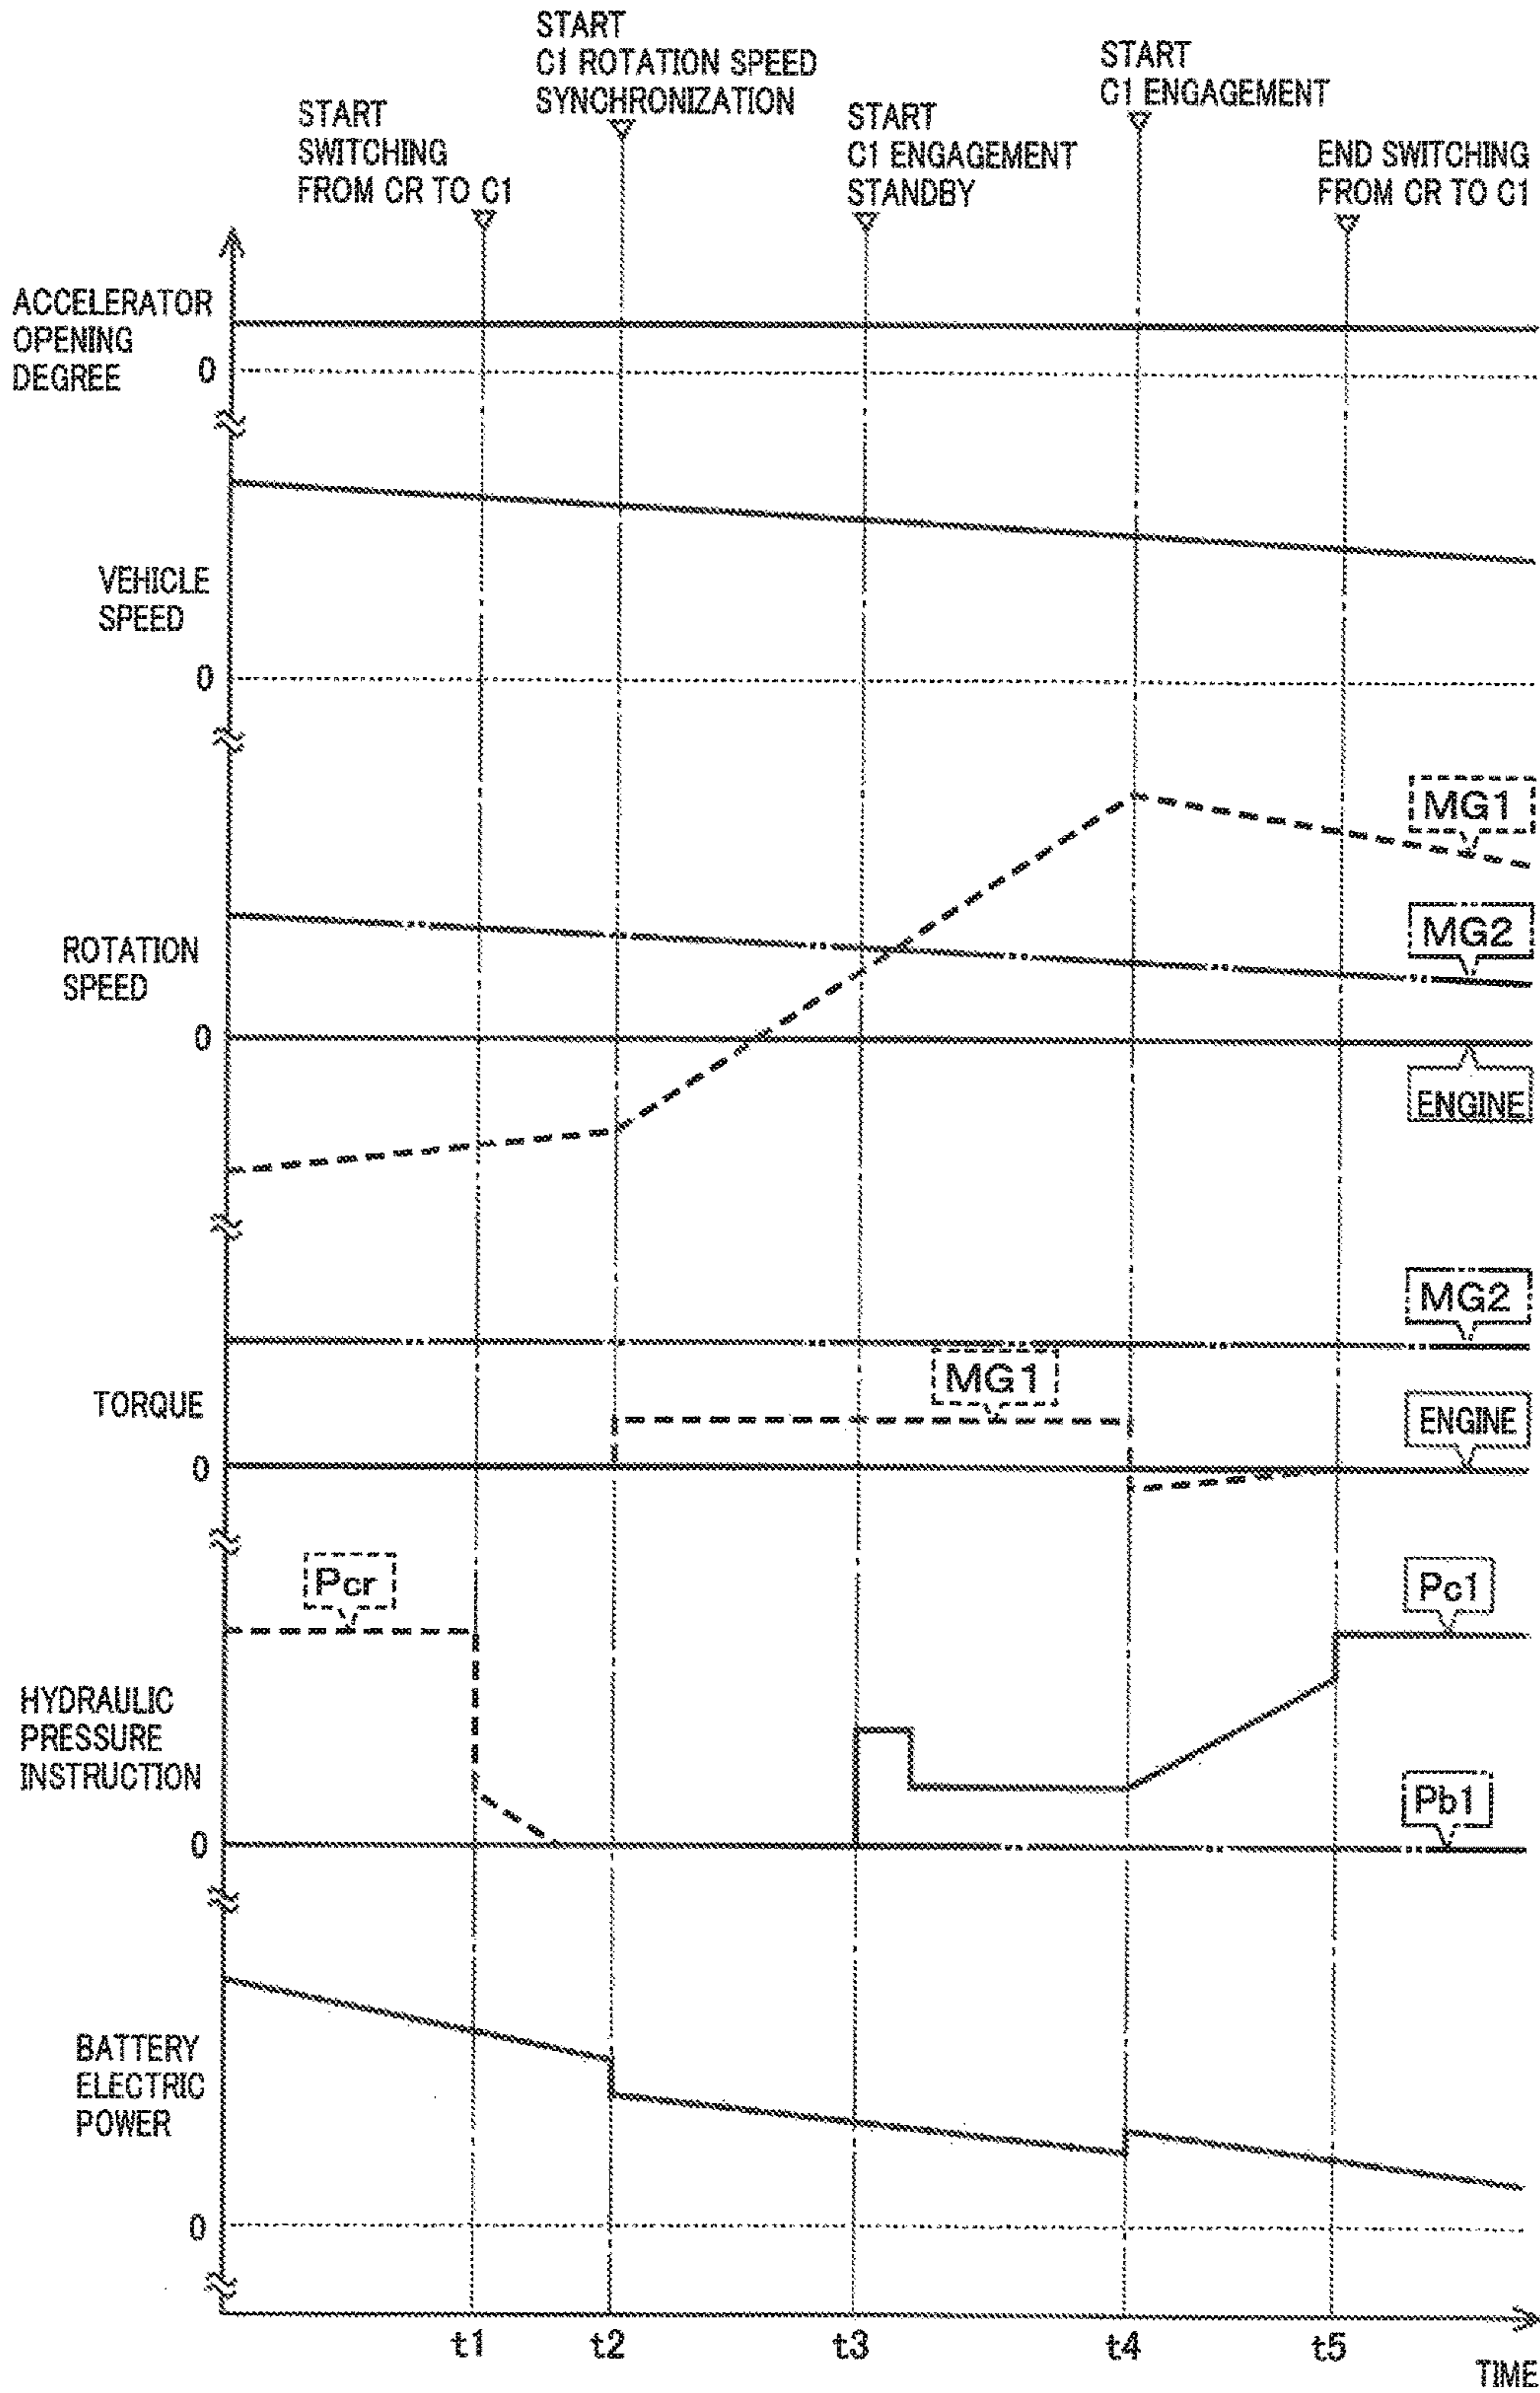 START
C1 ROTATION SPEED
SYNCHRONIZATION
START
C1 ENGAGEMENT
START
SWITCHING
FROM CR TO C1
START
C1 ENGAGEMENT
STANDBY
END SWITCHING
FROM CR TO C1
ACCELERATOR
OPENING
DEGREE
0
VEHICLE
SPEED
0
MG1
MG2
ROTATION
SPEED
0
ENGINE
MG2
MG1
TORQUE
ENGINE
0
Pcr
Pc1
HYDRAULIC
PRESSURE
INSTRUCTION
Pb1
0
BATTERY
ELECTRIC
POWER
0
t1 t2 t3 t4 t5
TIME